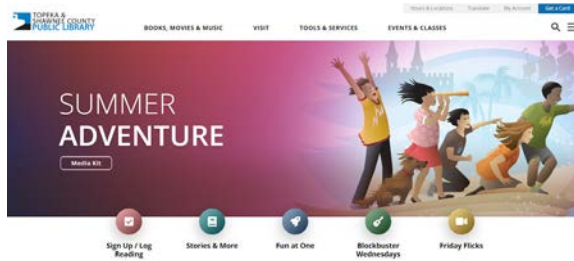 TOPEKA &
SHAWNEE COUNTY
PUBLIC LIBRARY
Hours & Locations Translate My Account Get a Card
BOOKS, MOVIES & MUSIC VISIT TOOLS & SERVICES EVENTS & CLASSES
SUMMER
ADVENTURE
Media Kit
Sign Up / Log
Reading
Stories & More
Fun at One
Blockbuster
Wednesdays
Friday Flicks